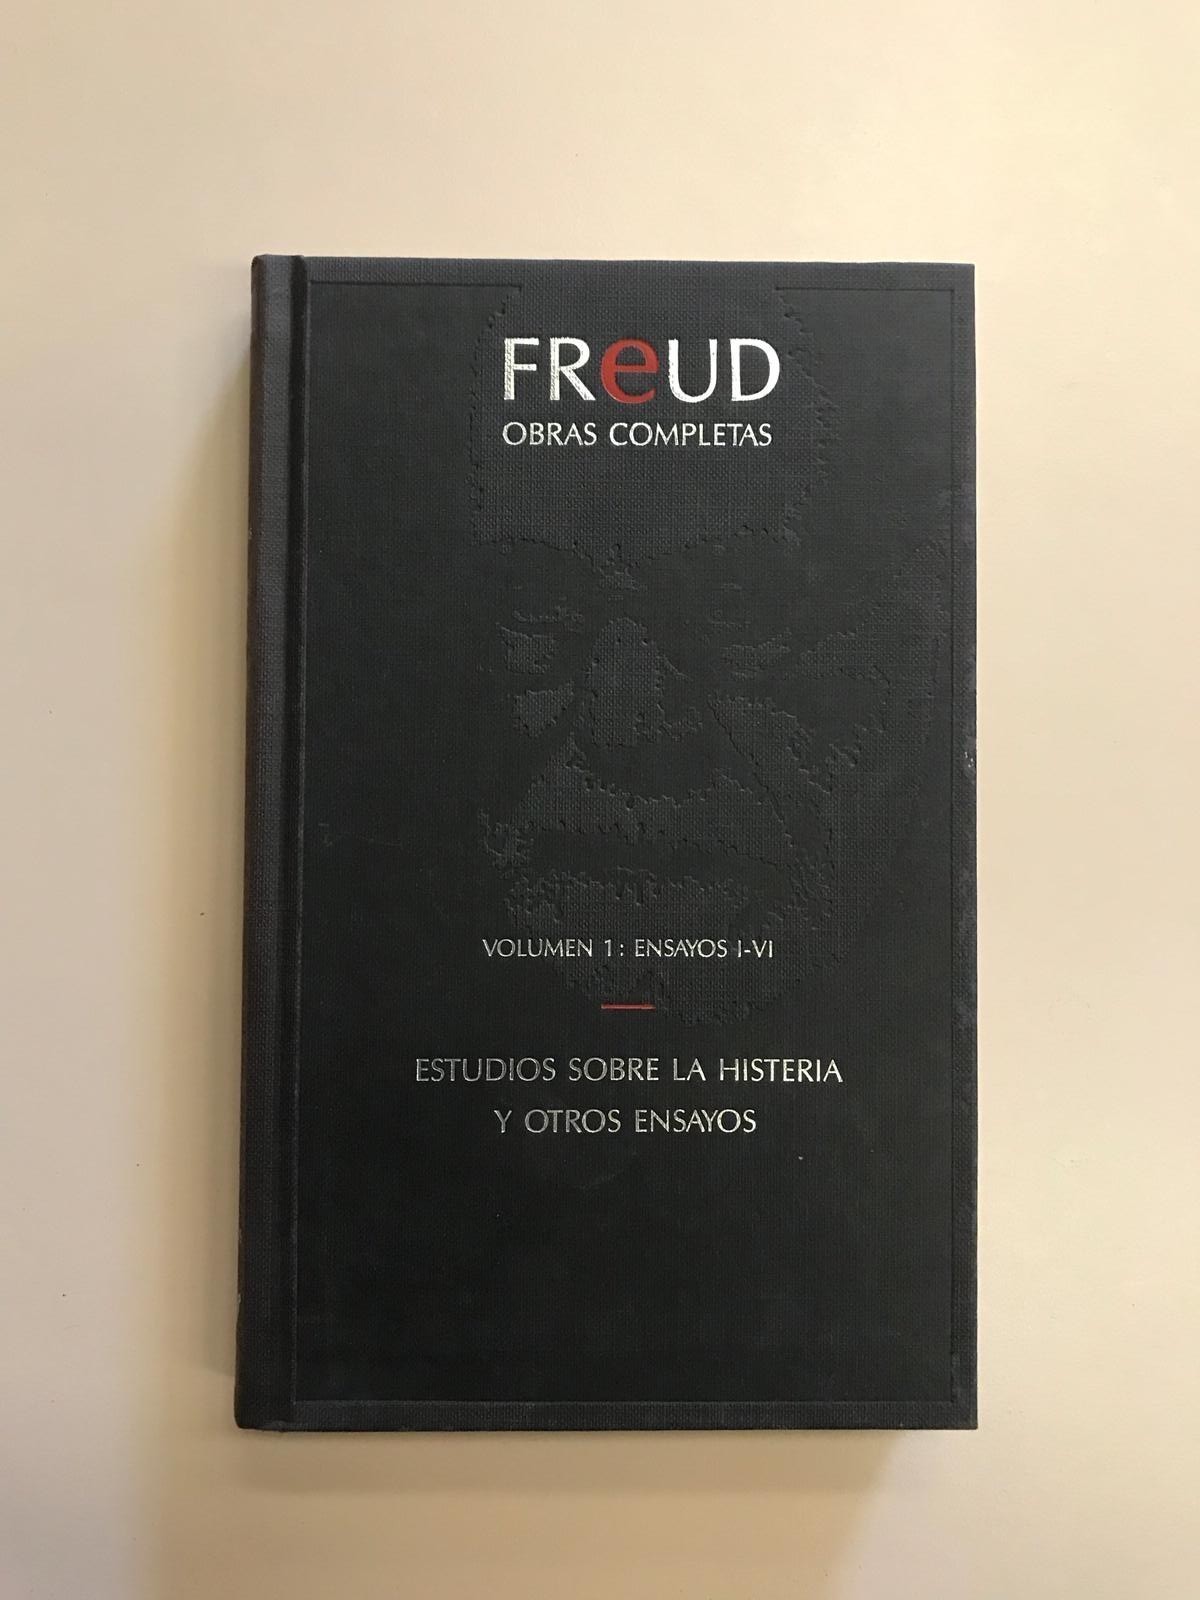 FReUD
OBRAS COMPLETAS
VOLUMEN 1: ENSAYOS I-VI
ESTUDIOS SOBRE LA HISTERIA
Y OTROS ENSAYOS